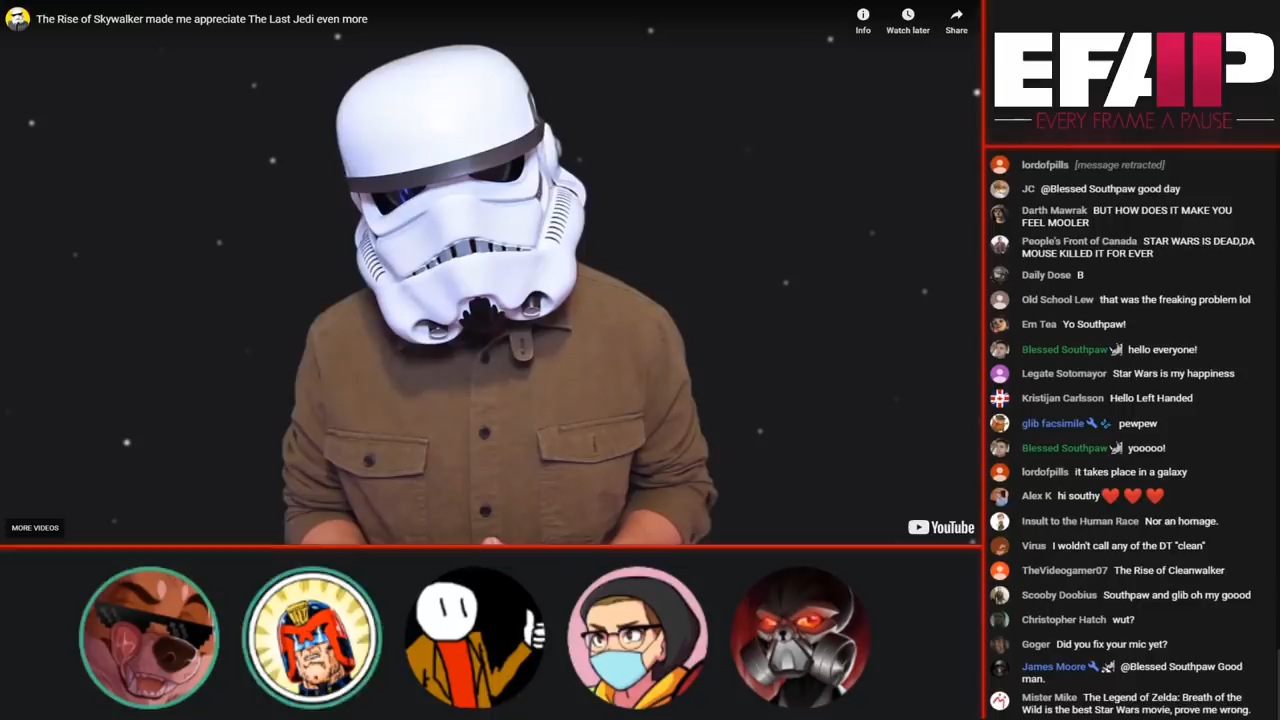 The Rise of Skywalker made me appreciate The Last Jedi even more
Info
Watch later
Share
MORE VIDEOS
YouTube
EFAP
EVERY FRAME A PAUSE
lordofpills [message retracted]
JC @Blessed Southpaw good day
Darth Mawrak BUT HOW DOES IT MAKE YOU
FEEL MOOLER
People's Front of Canada STAR WARS IS DEAD,DA
MOUSE KILLED IT FOR EVER
Daily Dose B
Old School Lew that was the freaking problem lol
Em Tea Yo Southpaw!
Blessed Southpaw hello everyone!
Legate Sotomayor Star Wars is my happiness
Kristijan Carlsson Hello Left Handed
glib facsimile pewpew
Blessed Southpaw yooooo!
lordofpills it takes place in a galaxy
Alex K hi southy
Insult to the Human Race Nor an homage.
Virus I woldn't call any of the DT "clean"
TheVideogamer07 The Rise of Cleanwalker
Scooby Doobius Southpaw and glib oh my goood
Christopher Hatch wut?
Goger Did you fix your mic yet?
James Moore @Blessed Southpaw Good
man.
Mister Mike The Legend of Zelda: Breath of the
Wild is the best Star Wars movie, prove me wrong.